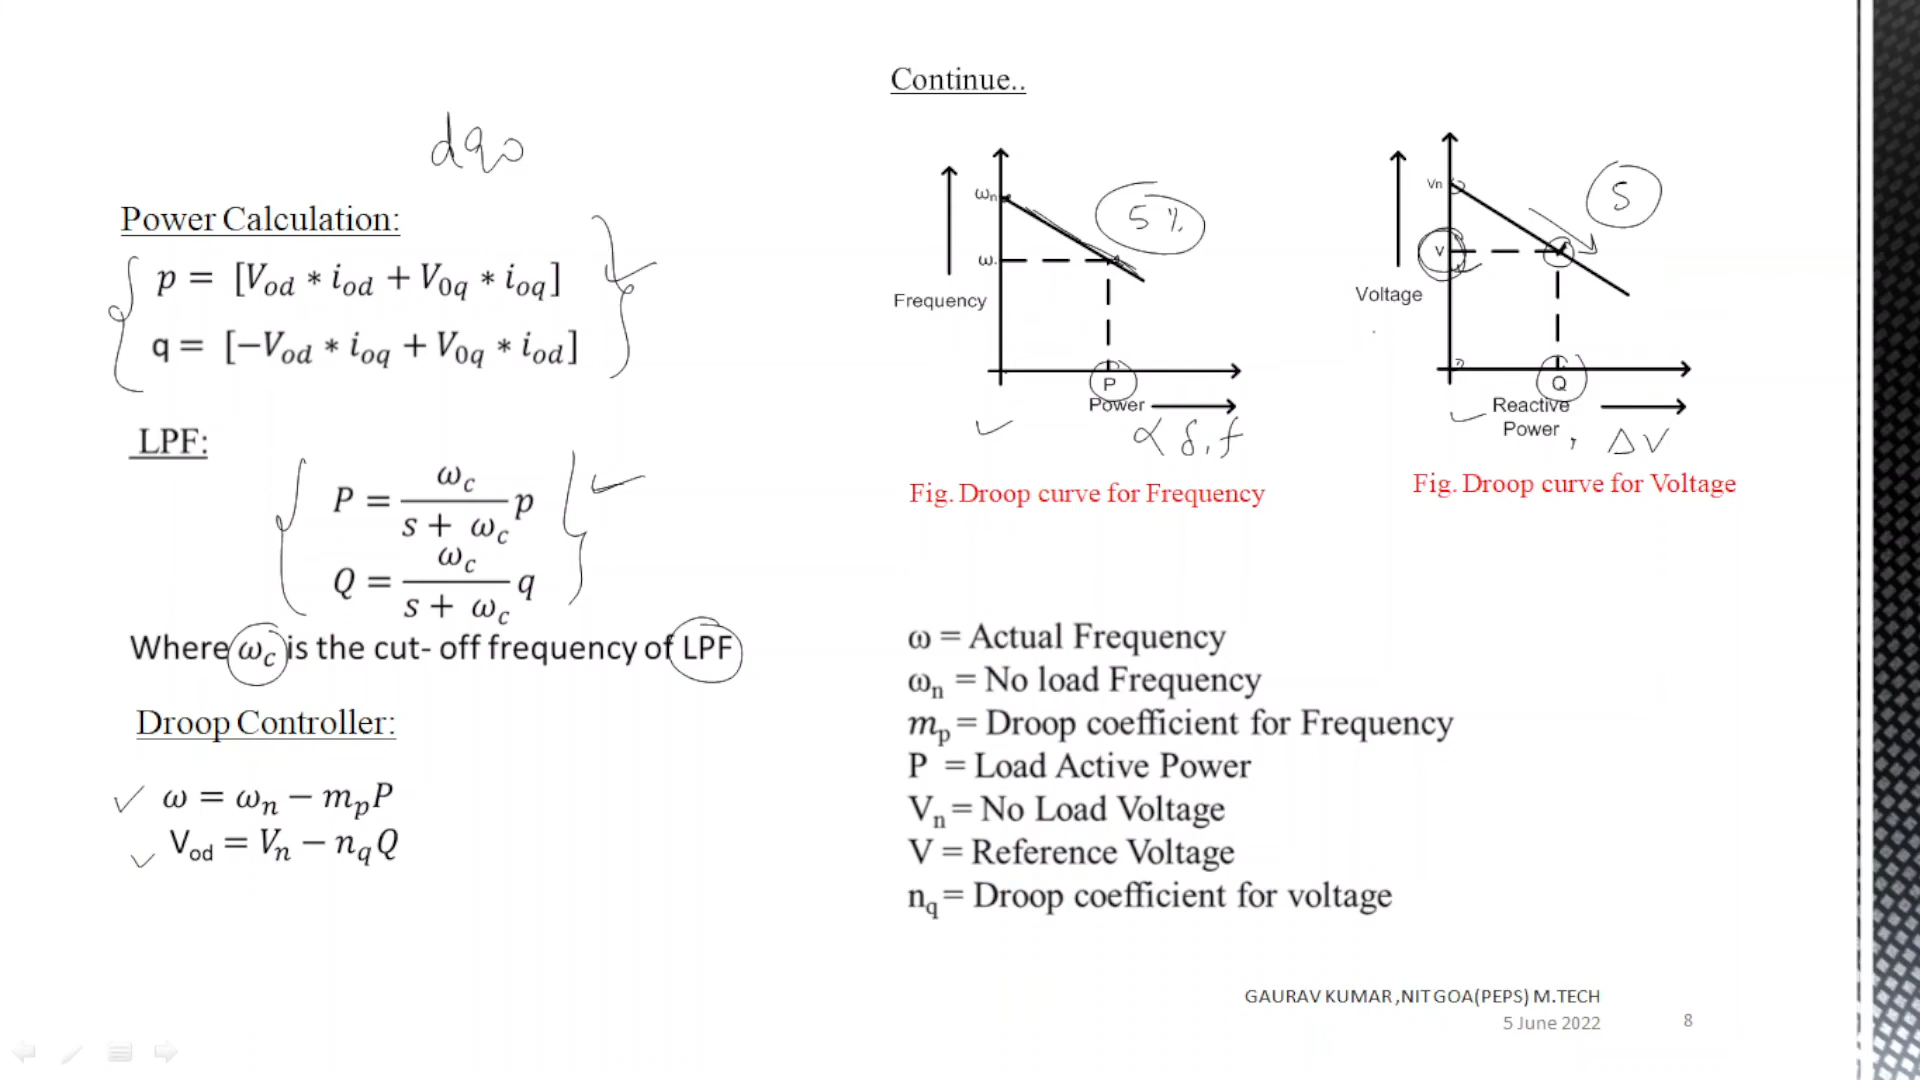 Continue..
dqo
Power Calculation:
p = [V_od * i_od + V_0q * i_oq]
q = [−V_od * i_oq + V_0q * i_od]
LPF:
P = ω_c / (s + ω_c) p
Q = ω_c / (s + ω_c) q
Where ω_c is the cut- off frequency of LPF
Droop Controller:
ω = ω_n − m_p P
V_od = V_n − n_q Q
ω_n
5 %
ω
Frequency
P
Power
α δ, f
Fig. Droop curve for Frequency
Vn
5
V
Voltage
Q
Reactive
Power
, Δ V
Fig. Droop curve for Voltage
ω = Actual Frequency
ω_n = No load Frequency
m_p = Droop coefficient for Frequency
P = Load Active Power
V_n = No Load Voltage
V = Reference Voltage
n_q = Droop coefficient for voltage
GAURAV KUMAR ,NIT GOA(PEPS) M.TECH
5 June 2022
8